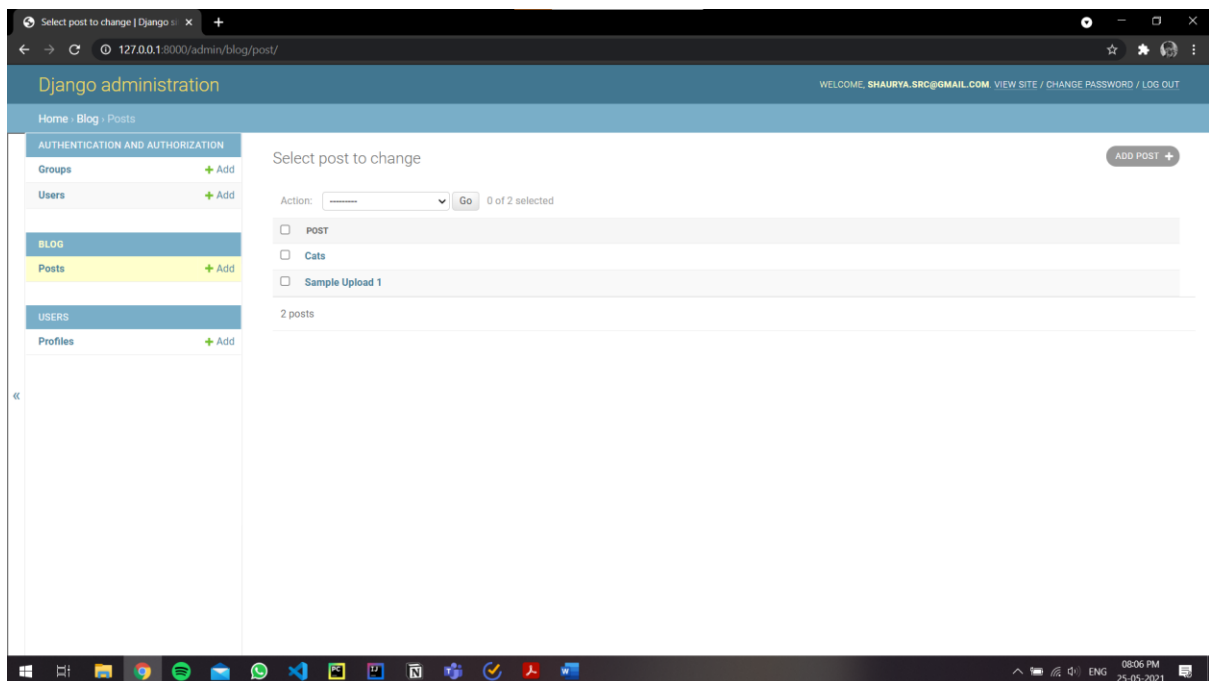 Select post to change | Django si
127.0.0.1:8000/admin/blog/post/
Django administration
WELCOME, SHAURYA.SRC@GMAIL.COM. VIEW SITE / CHANGE PASSWORD / LOG OUT
Home › Blog › Posts
AUTHENTICATION AND AUTHORIZATION
Groups + Add
Users + Add
BLOG
Posts + Add
USERS
Profiles + Add
«
Select post to change
ADD POST +
Action: --------- Go 0 of 2 selected
POST
Cats
Sample Upload 1
2 posts
PC
IJ
N
W
ENG
08:06 PM
25-05-2021